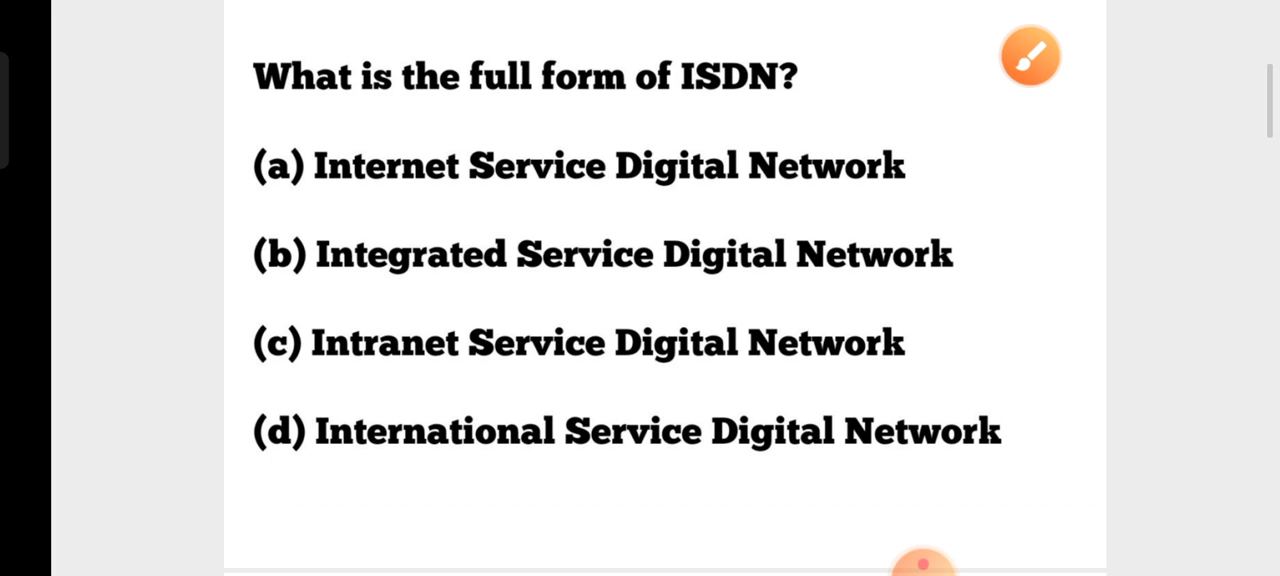 What is the full form of ISDN?
(a) Internet Service Digital Network
(b) Integrated Service Digital Network
(c) Intranet Service Digital Network
(d) International Service Digital Network